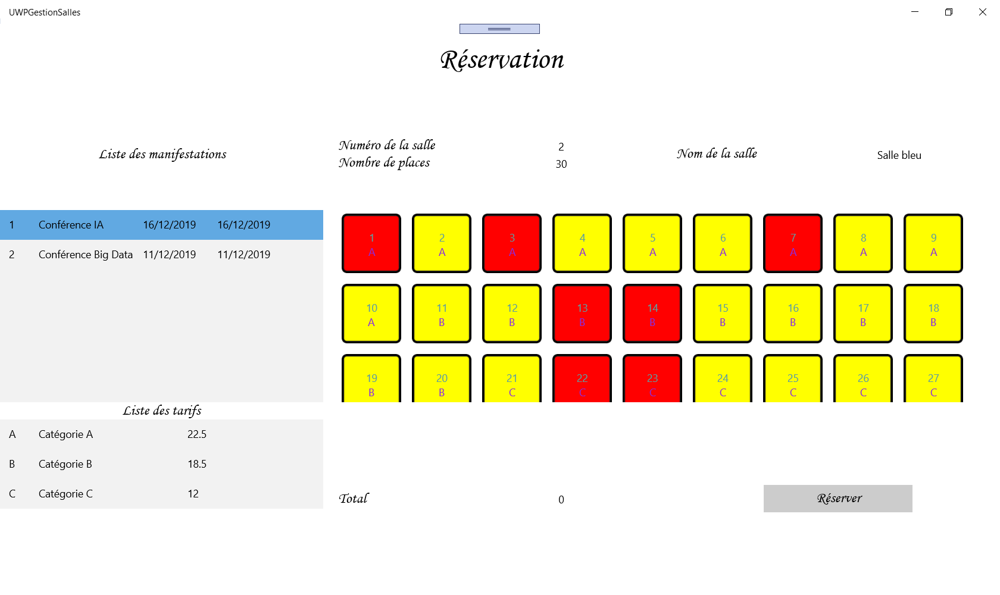 UWPGestionSalles
Réservation
Liste des manifestations
Numéro de la salle 2
Nombre de places 30
Nom de la salle Salle bleu
1 Conférence IA 16/12/2019 16/12/2019
2 Conférence Big Data 11/12/2019 11/12/2019
1 2 3 4 5 6 7 8 9
A A A A A A A A A
10 11 12 13 14 15 16 17 18
A B B B B B B B B
19 20 21 22 23 24 25 26 27
B B C C C C C C C
Liste des tarifs
A Catégorie A 22.5
B Catégorie B 18.5
C Catégorie C 12
Total 0
Réserver